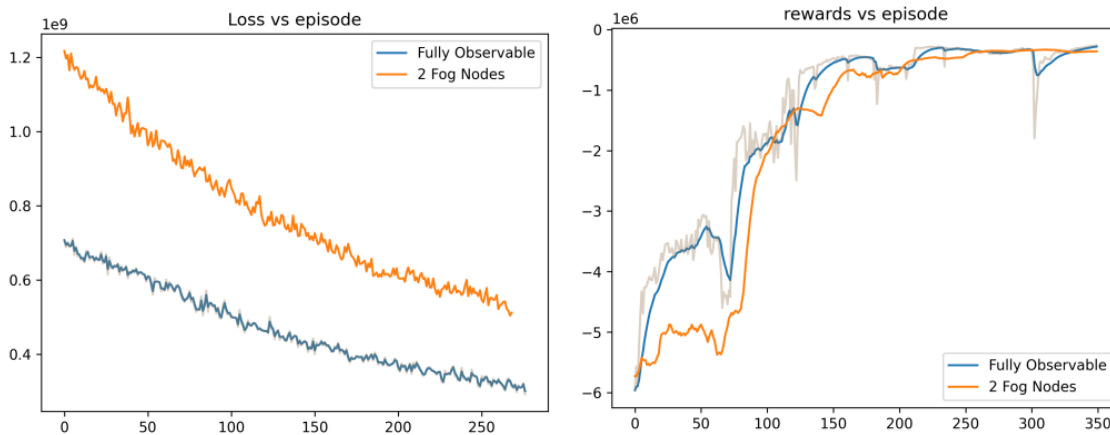 Loss vs episode
1e9
1.2
1.0
0.8
0.6
0.4
0 50 100 150 200 250
Fully Observable
2 Fog Nodes
rewards vs episode
1e6
0
−1
−2
−3
−4
−5
−6
0 50 100 150 200 250 300 350
Fully Observable
2 Fog Nodes